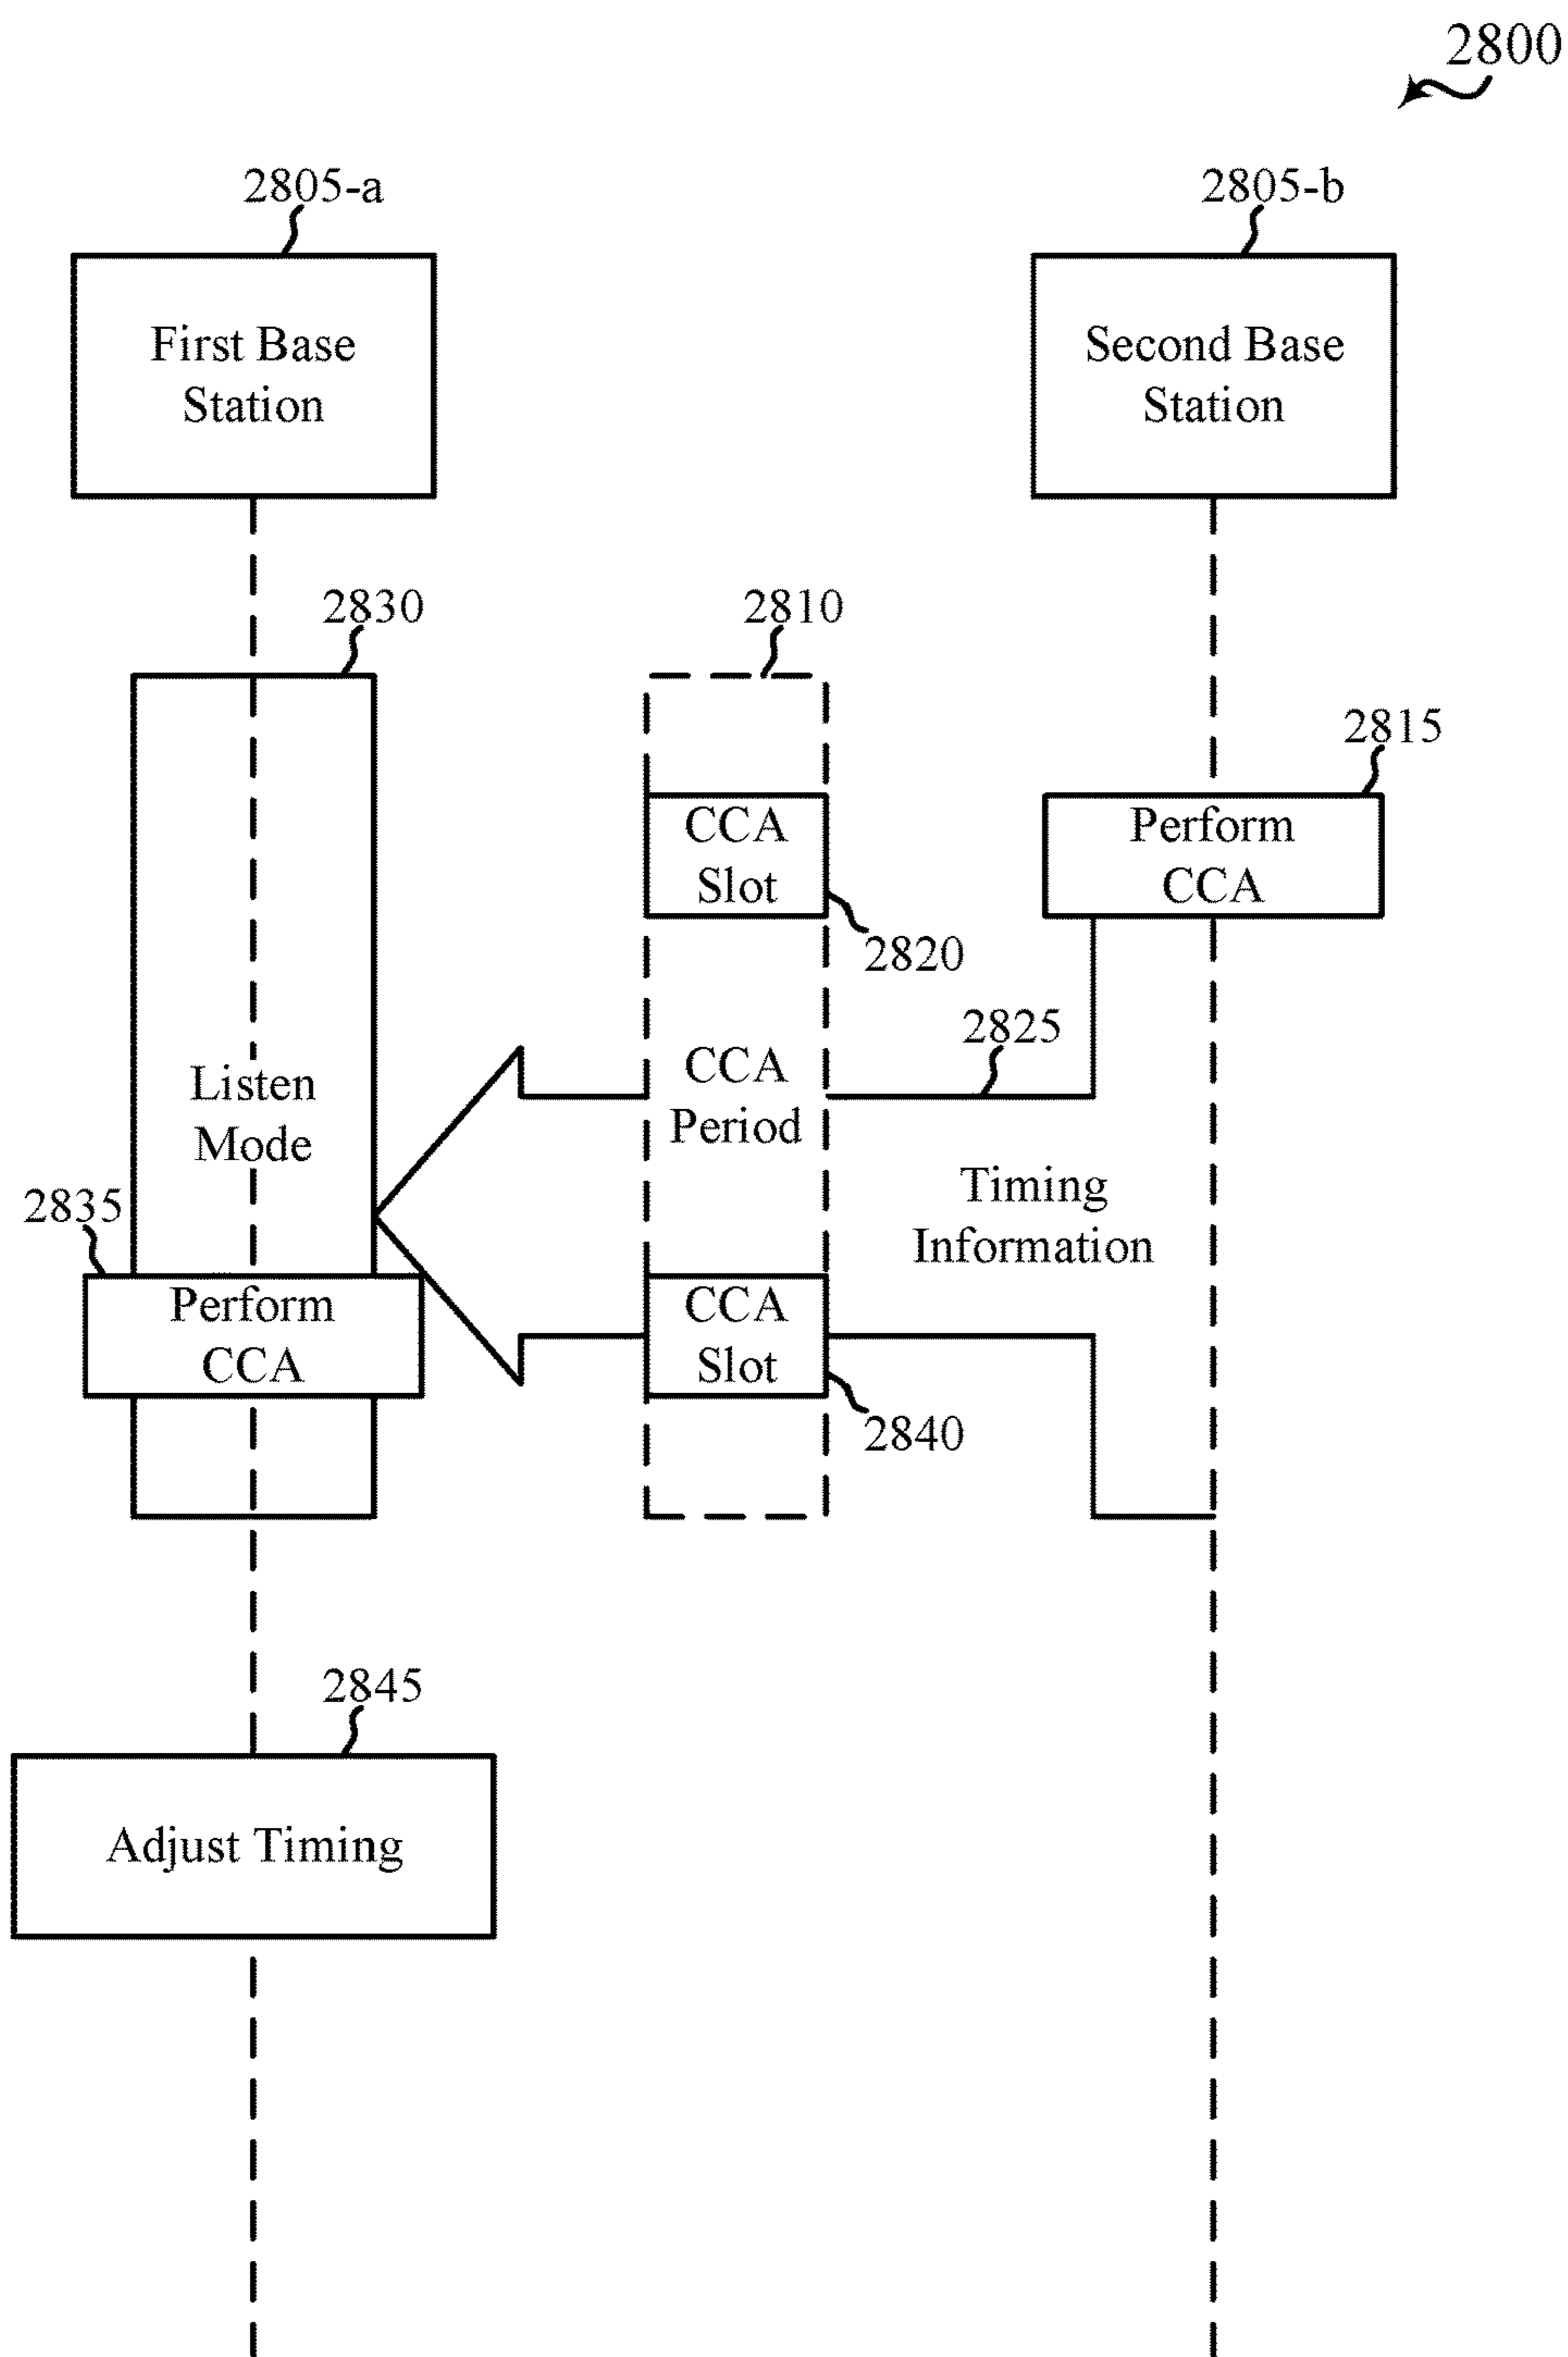 2800
2805-a
2805-b
First Base
Station
Second Base
Station
2830
2810
2815
CCA
Slot
Perform
CCA
2820
2825
Listen
Mode
CCA
Period
Timing
Information
2835
Perform
CCA
CCA
Slot
2840
2845
Adjust Timing